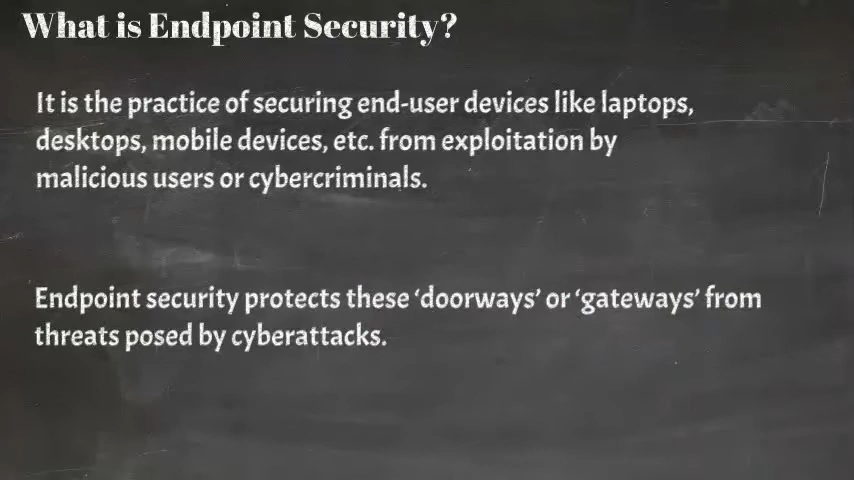 What is Endpoint Security?
It is the practice of securing end-user devices like laptops,
desktops, mobile devices, etc. from exploitation by
malicious users or cybercriminals.
Endpoint security protects these ‘doorways’ or ‘gateways’ from
threats posed by cyberattacks.